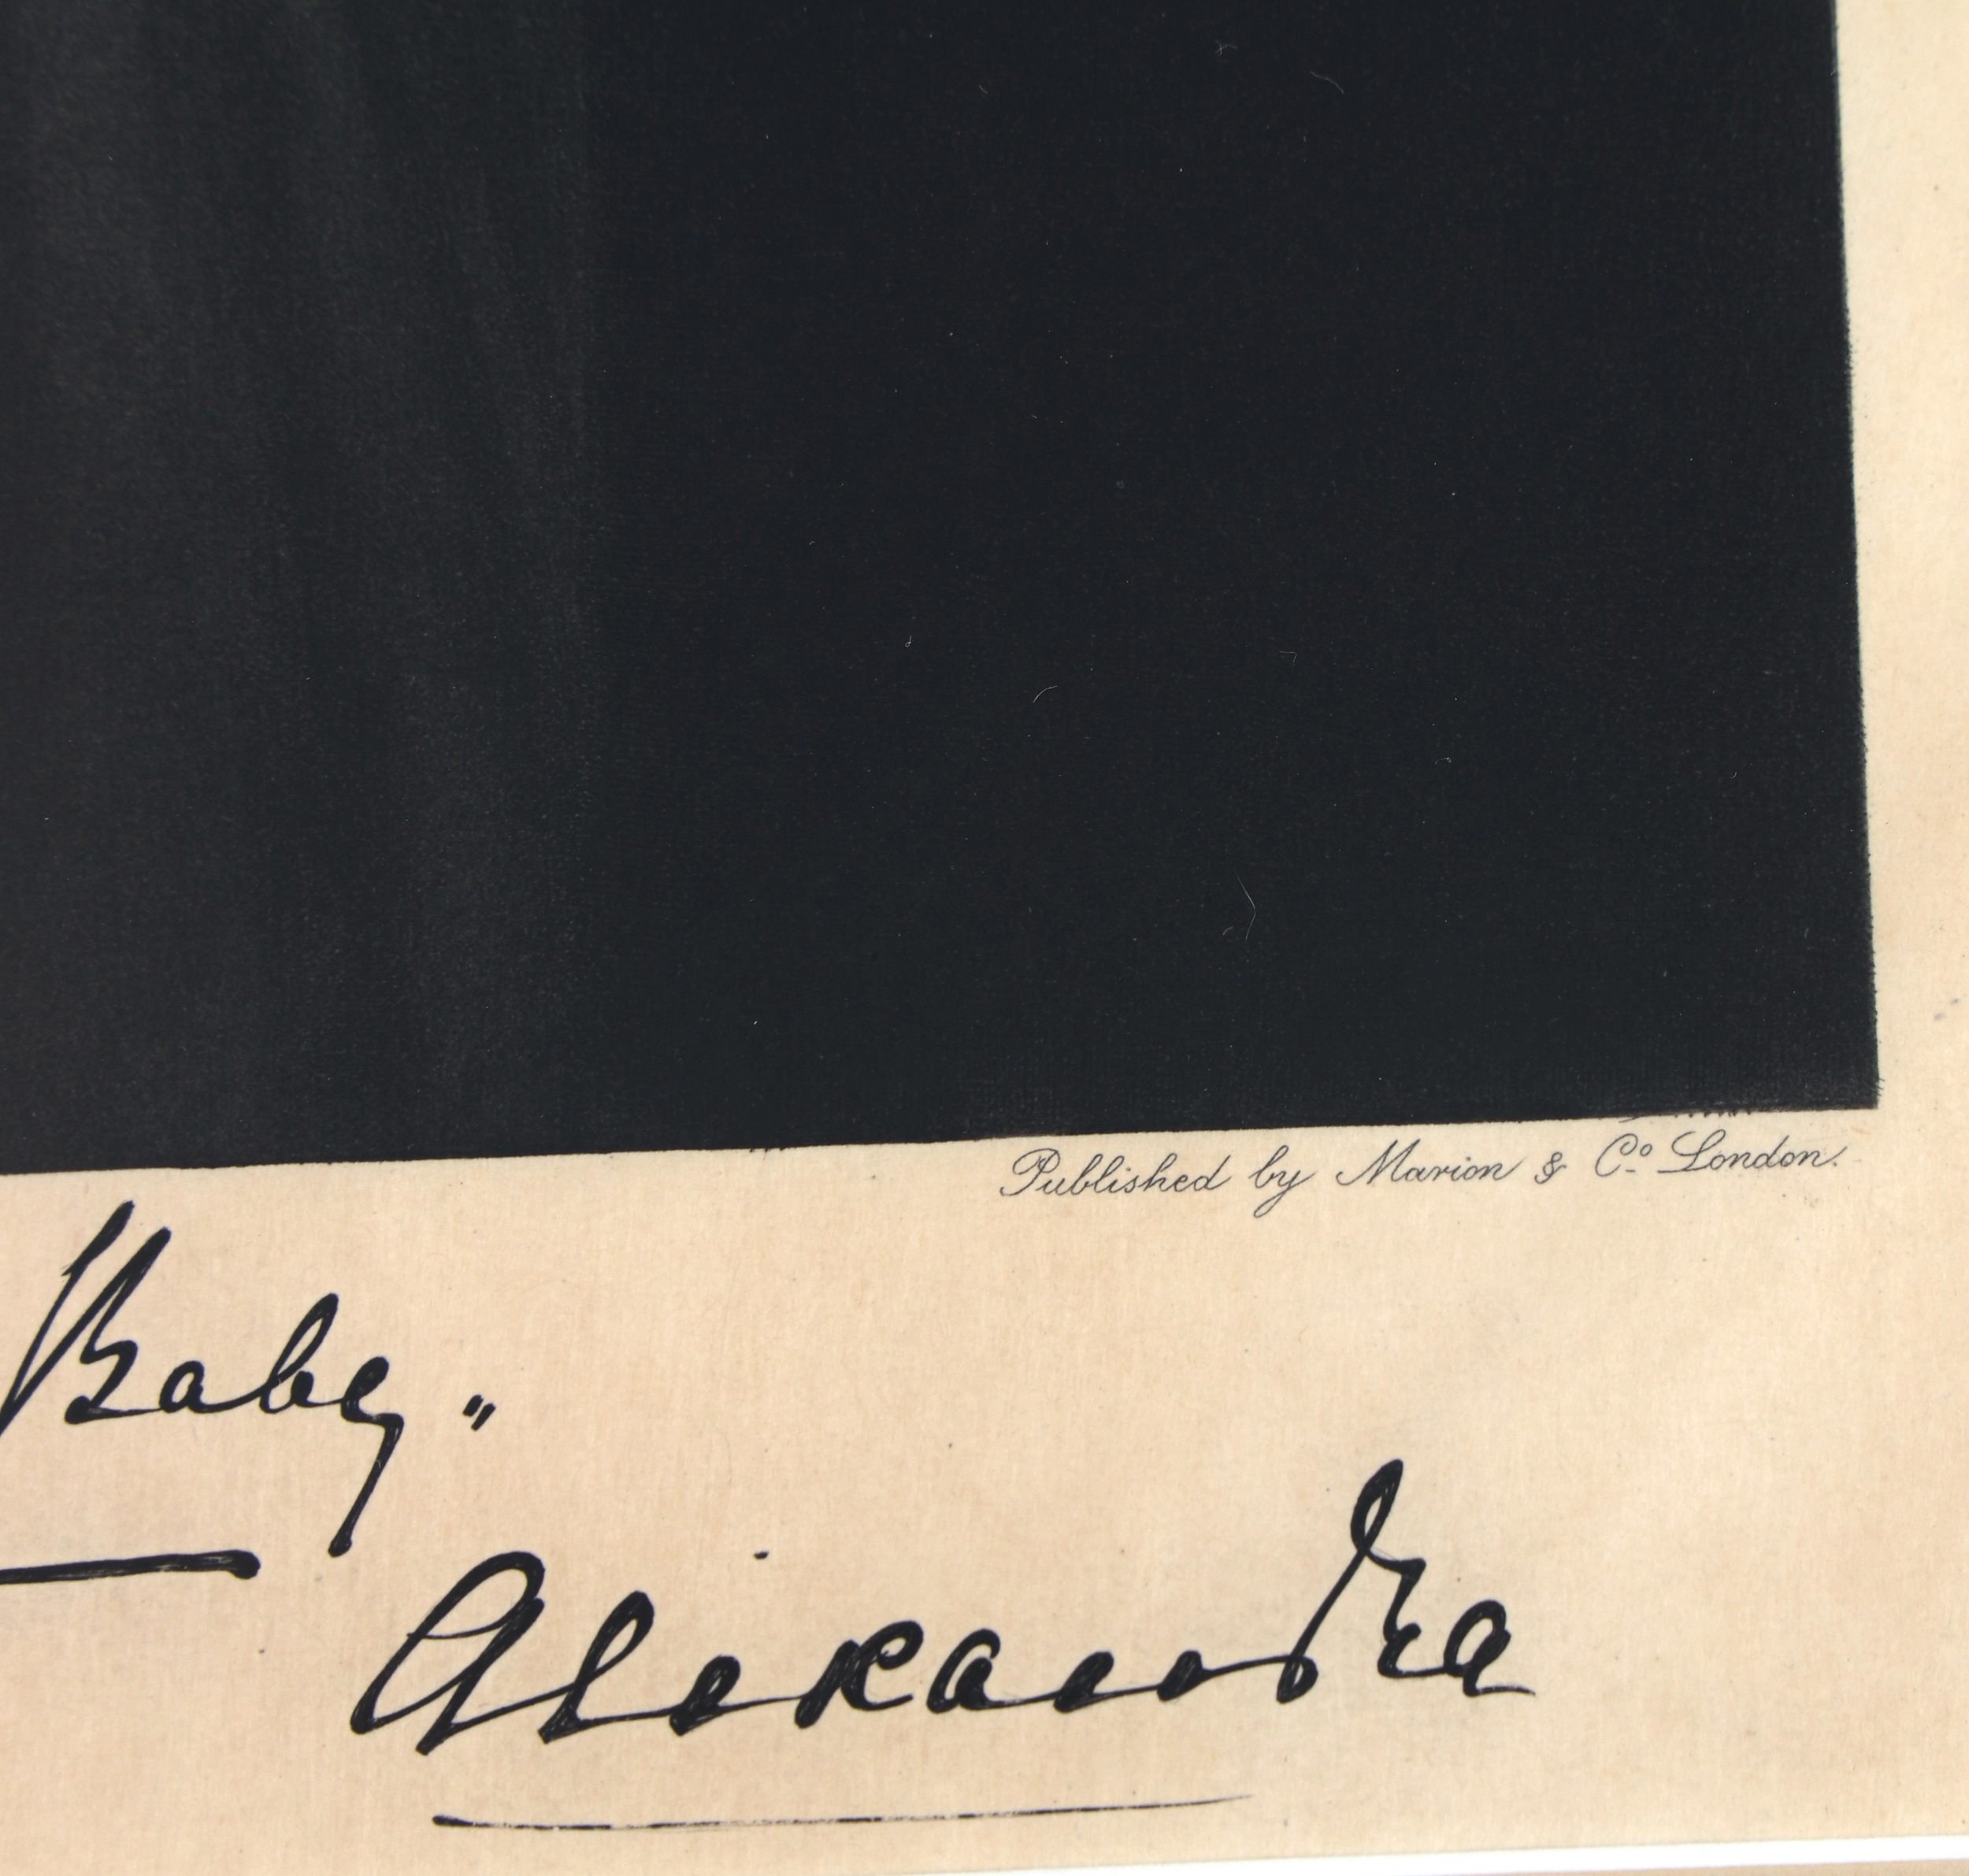 Published by Marion & Cº London.
Baby"
Alexandra